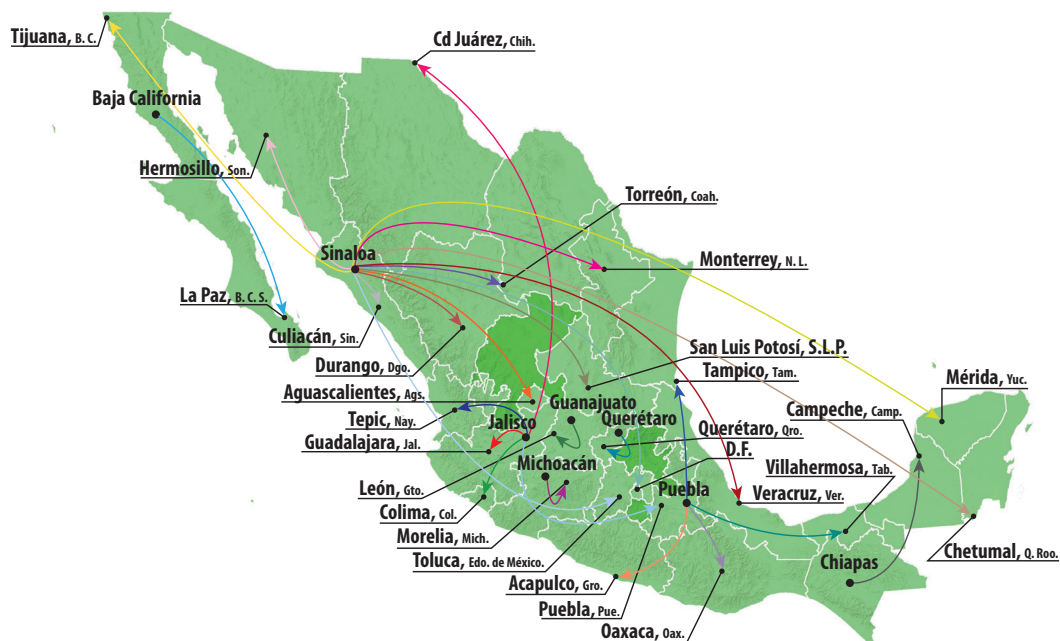 Tijuana, B. C.
Cd Juárez, Chih.
Baja California
Hermosillo, Son.
Torreón, Coah.
Sinaloa
Monterrey, N. L.
La Paz, B. C. S.
Culiacán, Sin.
Durango, Dgo.
San Luis Potosí, S.L.P.
Tampico, Tam.
Mérida, Yuc.
Aguascalientes, Ags.
Guanajuato
Campeche, Camp.
Tepic, Nay.
Jalisco
Querétaro
Querétaro, Qro.
Guadalajara, Jal.
D.F.
Michoacán
Villahermosa, Tab.
León, Gto.
Puebla
Veracruz, Ver.
Colima, Col.
Morelia, Mich.
Chetumal, Q. Roo.
Toluca, Edo. de México.
Chiapas
Acapulco, Gro.
Puebla, Pue.
Oaxaca, Oax.